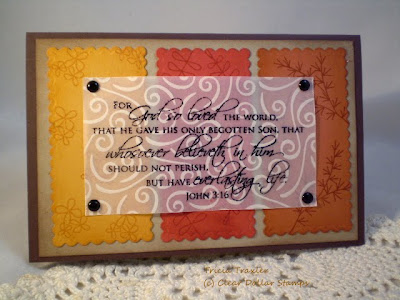 FOR God so loved THE WORLD,
THAT HE GAVE HIS ONLY BEGOTTEN SON, THAT
whosoever believeth in him
SHOULD NOT PERISH,
BUT HAVE everlasting life.
JOHN 3:16
Tricia Traxler
© Clear Dollar Stamps